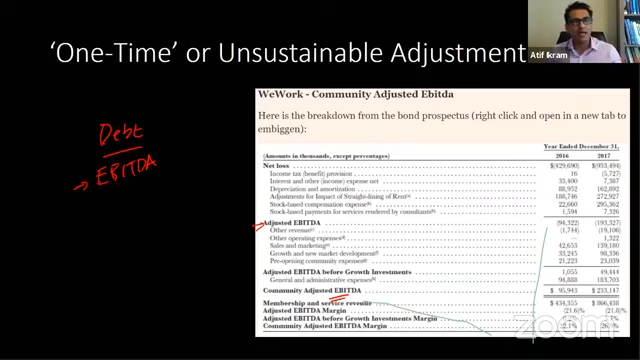 'One-Time' or Unsustainable Adjustment
Atif Ikram
Debt
EBITDA
WeWork - Community Adjusted Ebitda
Here is the breakdown from the bond prospectus (right click and open in a new tab to
embiggen):
Year Ended December 31,
(Amounts in thousands, except percentages) 2016 2017
Net loss $(429,690) $(933,494)
Income tax (benefit) provision 16 (5,727)
Interest and other (income) expense net 33,400 7,387
Depreciation and amortization 88,952 162,892
Adjustments for Impact of Straight-lining of Rent 188,746 272,927
Stock-based compensation expense 22,660 295,362
Stock-based payments for services rendered by consultants 1,594 7,326
Adjusted EBITDA (94,322) (193,327)
Other revenue (1,744) (19,106)
Other operating expenses — 1,322
Sales and marketing 42,653 139,180
Growth and new market development 33,245 98,336
Pre-opening community expenses 21,223 23,039
Adjusted EBITDA before Growth Investments 1,055 49,444
General and administrative expenses 94,888 183,703
Community Adjusted EBITDA $ 95,943 $ 233,147
Membership and service revenue $ 434,355 $ 866,438
Adjusted EBITDA Margin (21.6)% (21.8)%
Adjusted EBITDA before Growth Investments Margin
Community Adjusted EBITDA Margin
zoom